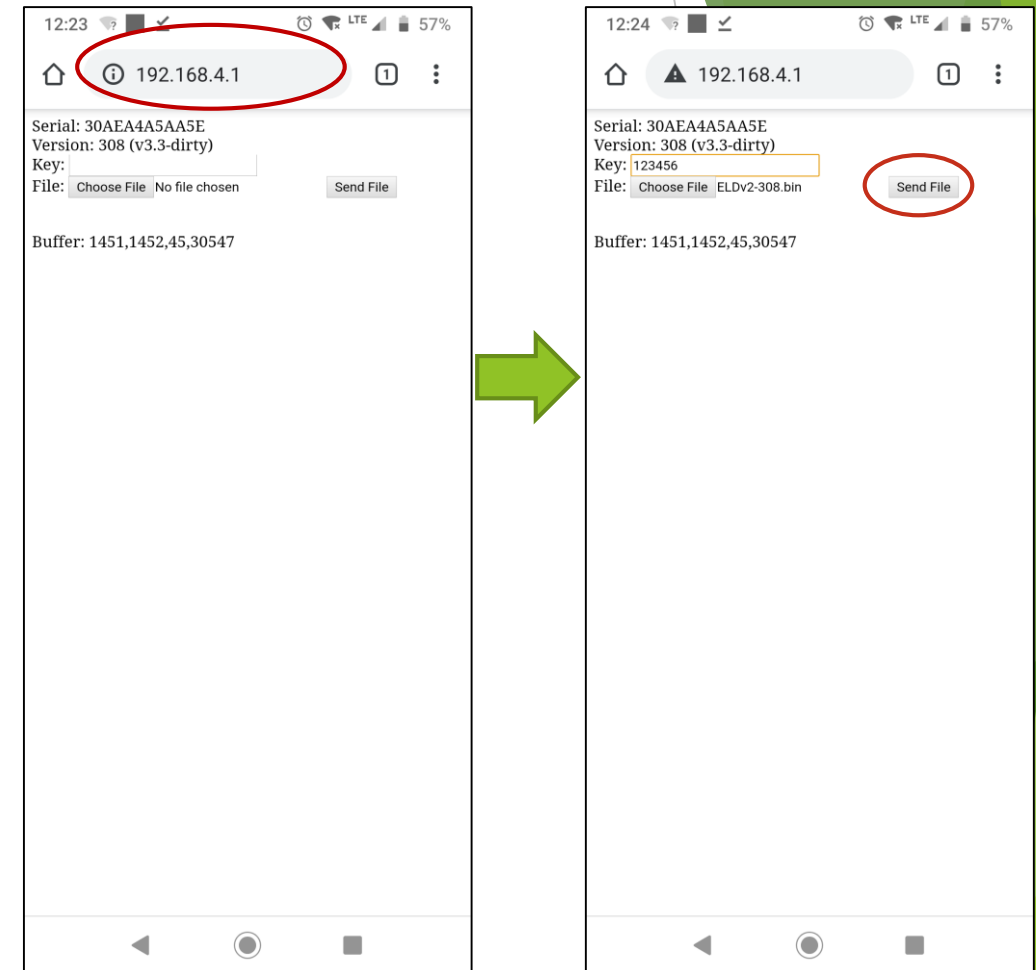 12:23 LTE 57%
192.168.4.1 1
Serial: 30AEA4A5AA5E
Version: 308 (v3.3-dirty)
Key:
File: Choose File No file chosen Send File
Buffer: 1451,1452,45,30547
12:24 LTE 57%
192.168.4.1 1
Serial: 30AEA4A5AA5E
Version: 308 (v3.3-dirty)
Key: 123456
File: Choose File ELDv2-308.bin Send File
Buffer: 1451,1452,45,30547